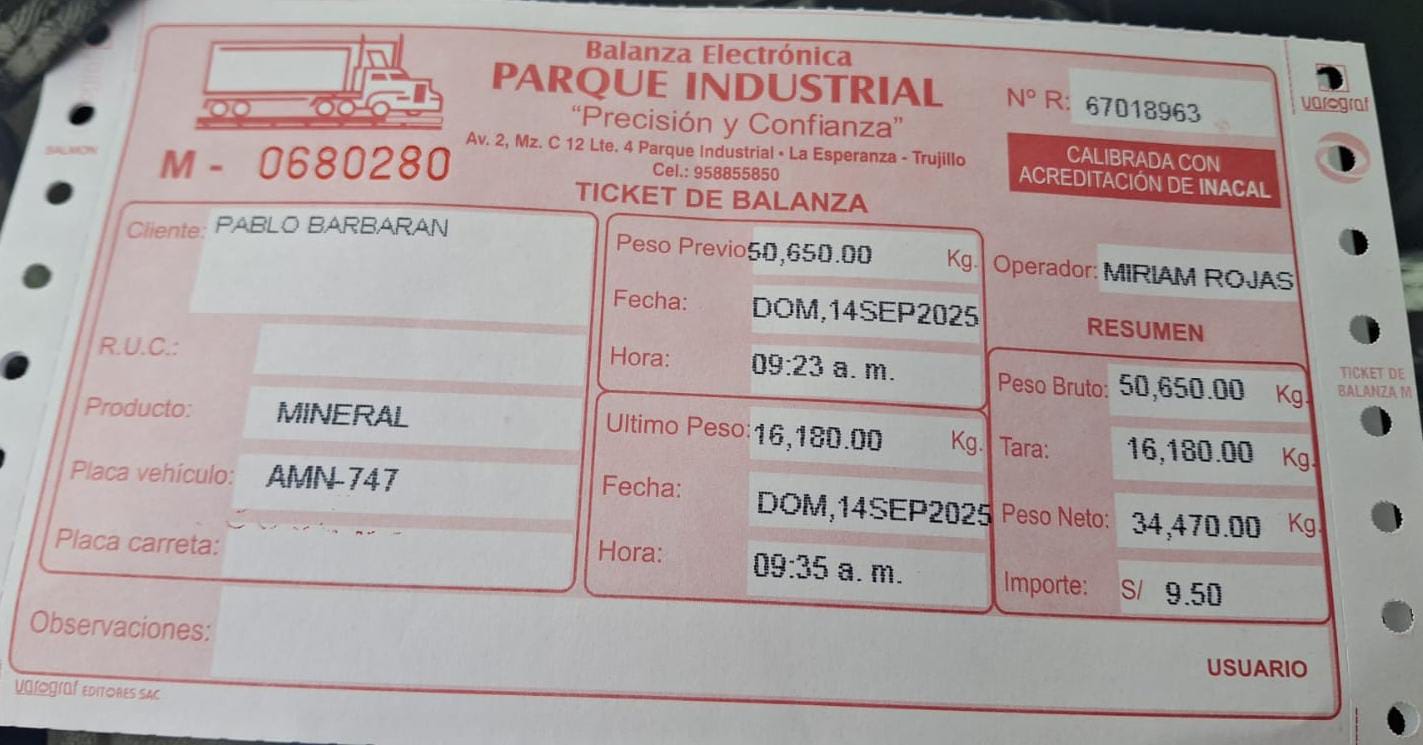 Balanza Electrónica
PARQUE INDUSTRIAL
“Precisión y Confianza”
Av. 2, Mz. C 12 Lte. 4 Parque Industrial • La Esperanza - Trujillo
Cel.: 958855850
TICKET DE BALANZA
M - 0680280
Nº R: 67018963
CALIBRADA CON
ACREDITACIÓN DE INACAL
Cliente: PABLO BARBARAN
R.U.C.:
Producto: MINERAL
Placa vehículo: AMN-747
Placa carreta:
Peso Previo 50,650.00 Kg.
Fecha: DOM,14SEP2025
Hora: 09:23 a. m.
Ultimo Peso: 16,180.00 Kg.
Fecha: DOM,14SEP2025
Hora: 09:35 a. m.
Operador: MIRIAM ROJAS
RESUMEN
Peso Bruto: 50,650.00 Kg.
Tara: 16,180.00 Kg.
Peso Neto: 34,470.00 Kg.
Importe: S/ 9.50
Observaciones:
USUARIO
varograf EDITORES SAC
varograf
TICKET DE
BALANZA M
SALMON